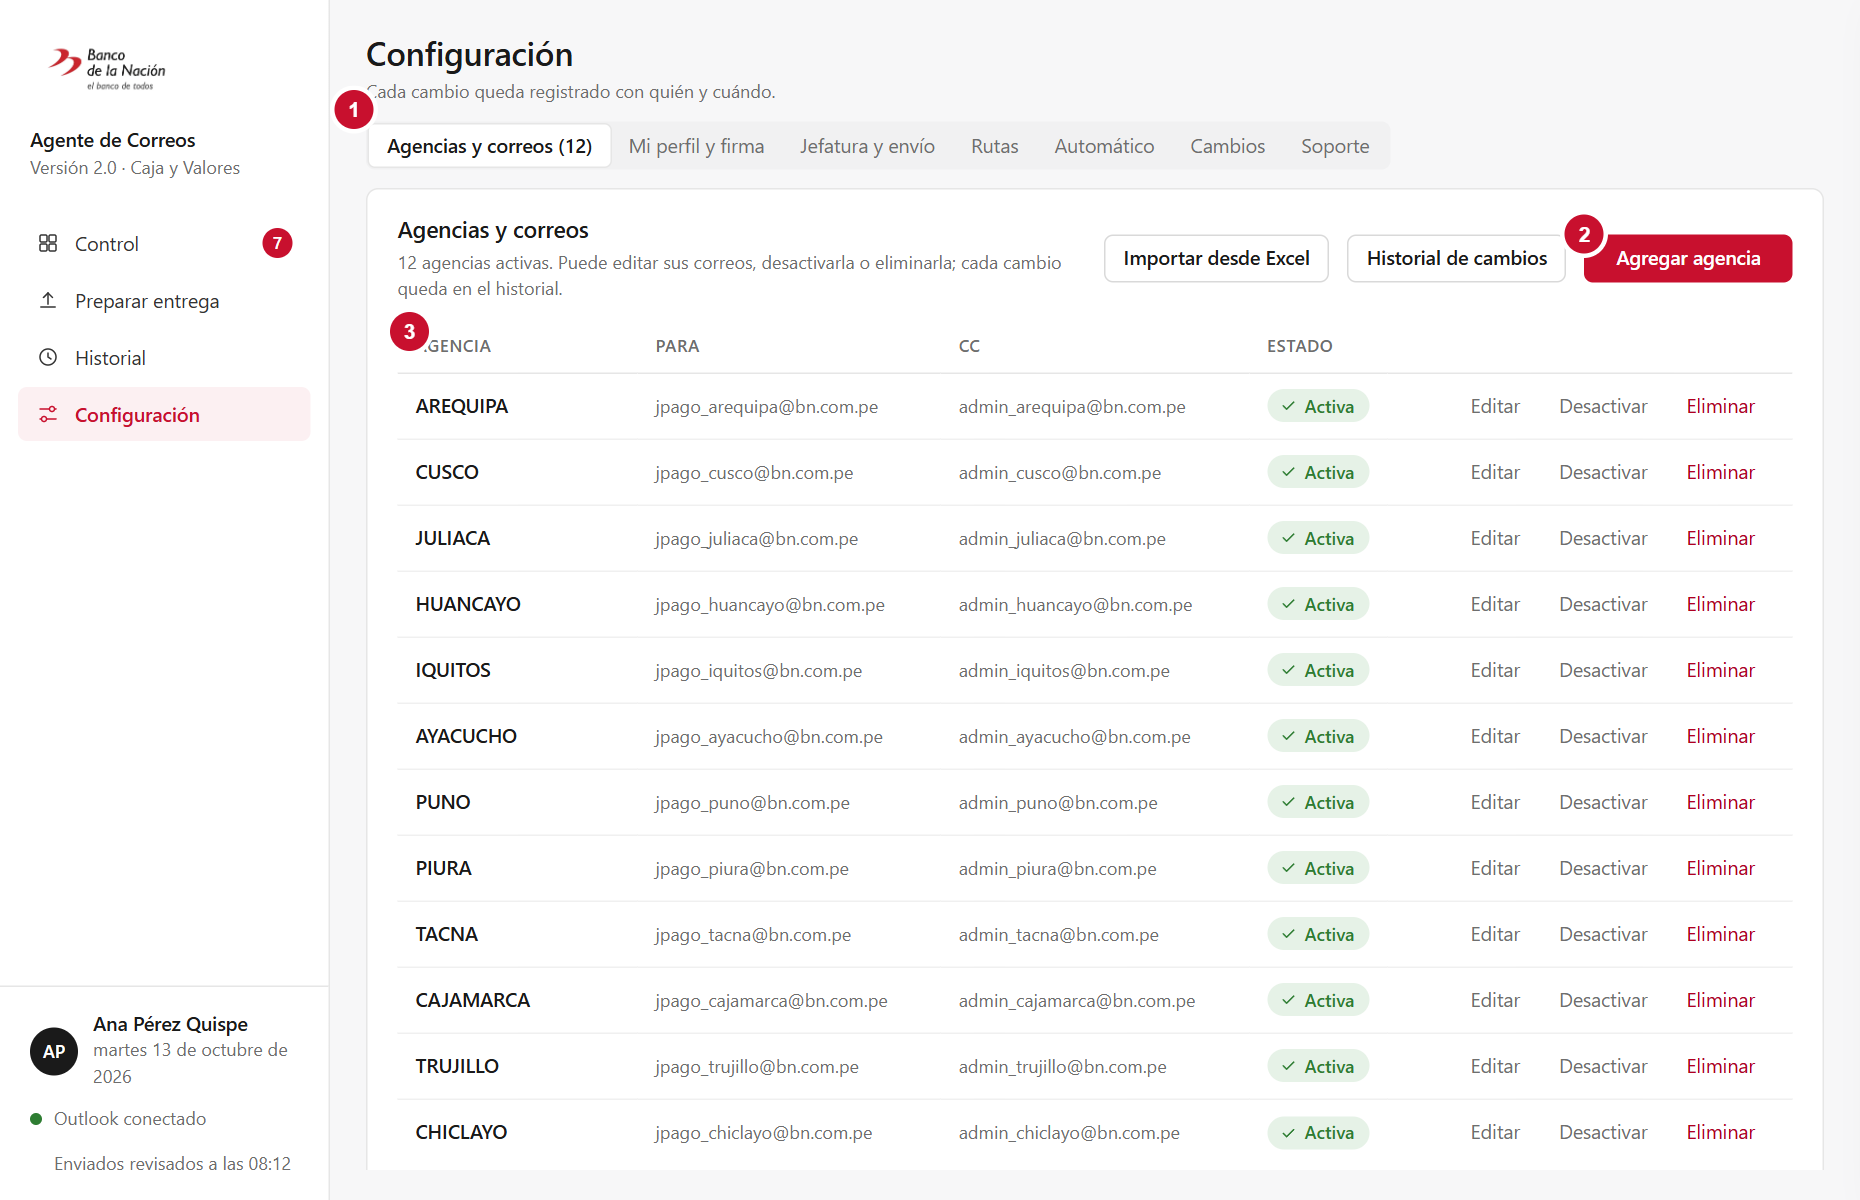 Banco
de la Nación
el banco de todos
Agente de Correos
Versión 2.0 · Caja y Valores
Control
7
Preparar entrega
Historial
Configuración
Ana Pérez Quispe
AP
martes 13 de octubre de
2026
Outlook conectado
Enviados revisados a las 08:12
Configuración
Cada cambio queda registrado con quién y cuándo.
1
Agencias y correos (12)
Mi perfil y firma
Jefatura y envío
Rutas
Automático
Cambios
Soporte
Agencias y correos
12 agencias activas. Puede editar sus correos, desactivarla o eliminarla; cada cambio
queda en el historial.
Importar desde Excel
Historial de cambios
2
Agregar agencia
3
AGENCIA PARA CC ESTADO
AREQUIPA jpago_arequipa@bn.com.pe admin_arequipa@bn.com.pe Activa Editar Desactivar Eliminar
CUSCO jpago_cusco@bn.com.pe admin_cusco@bn.com.pe Activa Editar Desactivar Eliminar
JULIACA jpago_juliaca@bn.com.pe admin_juliaca@bn.com.pe Activa Editar Desactivar Eliminar
HUANCAYO jpago_huancayo@bn.com.pe admin_huancayo@bn.com.pe Activa Editar Desactivar Eliminar
IQUITOS jpago_iquitos@bn.com.pe admin_iquitos@bn.com.pe Activa Editar Desactivar Eliminar
AYACUCHO jpago_ayacucho@bn.com.pe admin_ayacucho@bn.com.pe Activa Editar Desactivar Eliminar
PUNO jpago_puno@bn.com.pe admin_puno@bn.com.pe Activa Editar Desactivar Eliminar
PIURA jpago_piura@bn.com.pe admin_piura@bn.com.pe Activa Editar Desactivar Eliminar
TACNA jpago_tacna@bn.com.pe admin_tacna@bn.com.pe Activa Editar Desactivar Eliminar
CAJAMARCA jpago_cajamarca@bn.com.pe admin_cajamarca@bn.com.pe Activa Editar Desactivar Eliminar
TRUJILLO jpago_trujillo@bn.com.pe admin_trujillo@bn.com.pe Activa Editar Desactivar Eliminar
CHICLAYO jpago_chiclayo@bn.com.pe admin_chiclayo@bn.com.pe Activa Editar Desactivar Eliminar